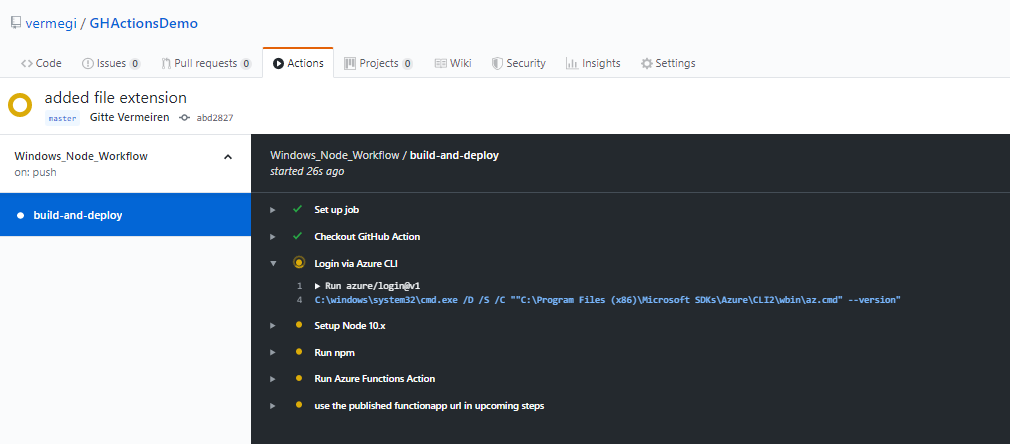 vermegi / GHActionsDemo
Code Issues 0 Pull requests 0 Actions Projects 0 Wiki Security Insights Settings
added file extension
master Gitte Vermeiren abd2827
Windows_Node_Workflow
on: push
build-and-deploy
Windows_Node_Workflow / build-and-deploy
started 26s ago
Set up job
Checkout GitHub Action
Login via Azure CLI
1 Run azure/login@v1
4 C:\windows\system32\cmd.exe /D /S /C ""C:\Program Files (x86)\Microsoft SDKs\Azure\CLI2\wbin\az.cmd" --version"
Setup Node 10.x
Run npm
Run Azure Functions Action
use the published functionapp url in upcoming steps